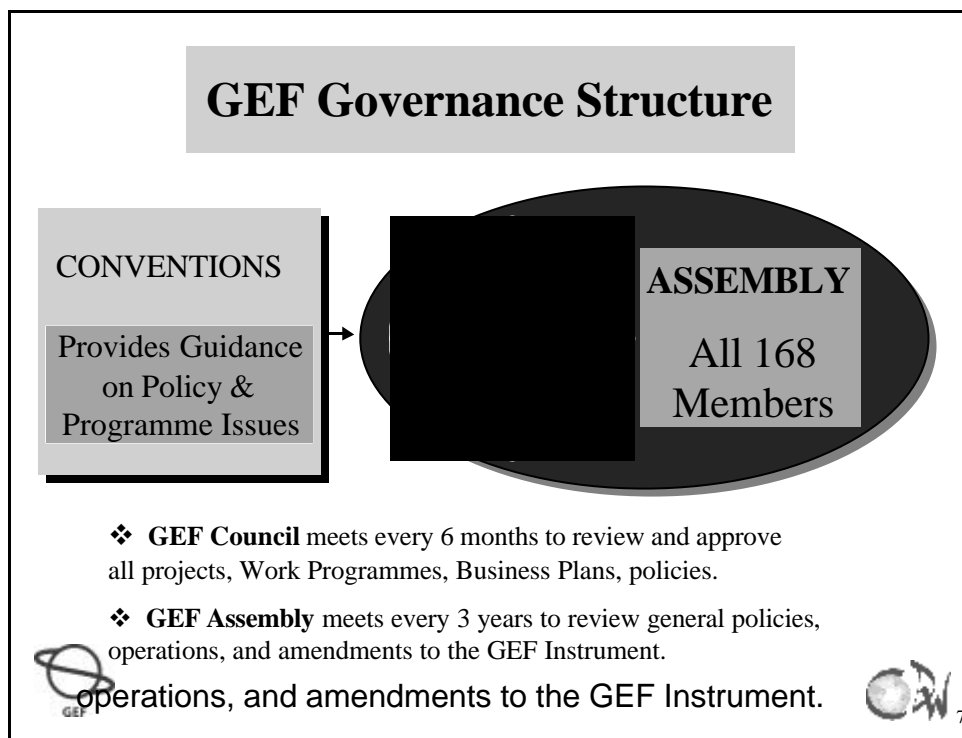 GEF Governance Structure
CONVENTIONS
Provides Guidance
on Policy &
Programme Issues
ASSEMBLY
All 168
Members
❖ GEF Council meets every 6 months to review and approve
all projects, Work Programmes, Business Plans, policies.
❖ GEF Assembly meets every 3 years to review general policies,
operations, and amendments to the GEF Instrument.
operations, and amendments to the GEF Instrument.
GEF
7